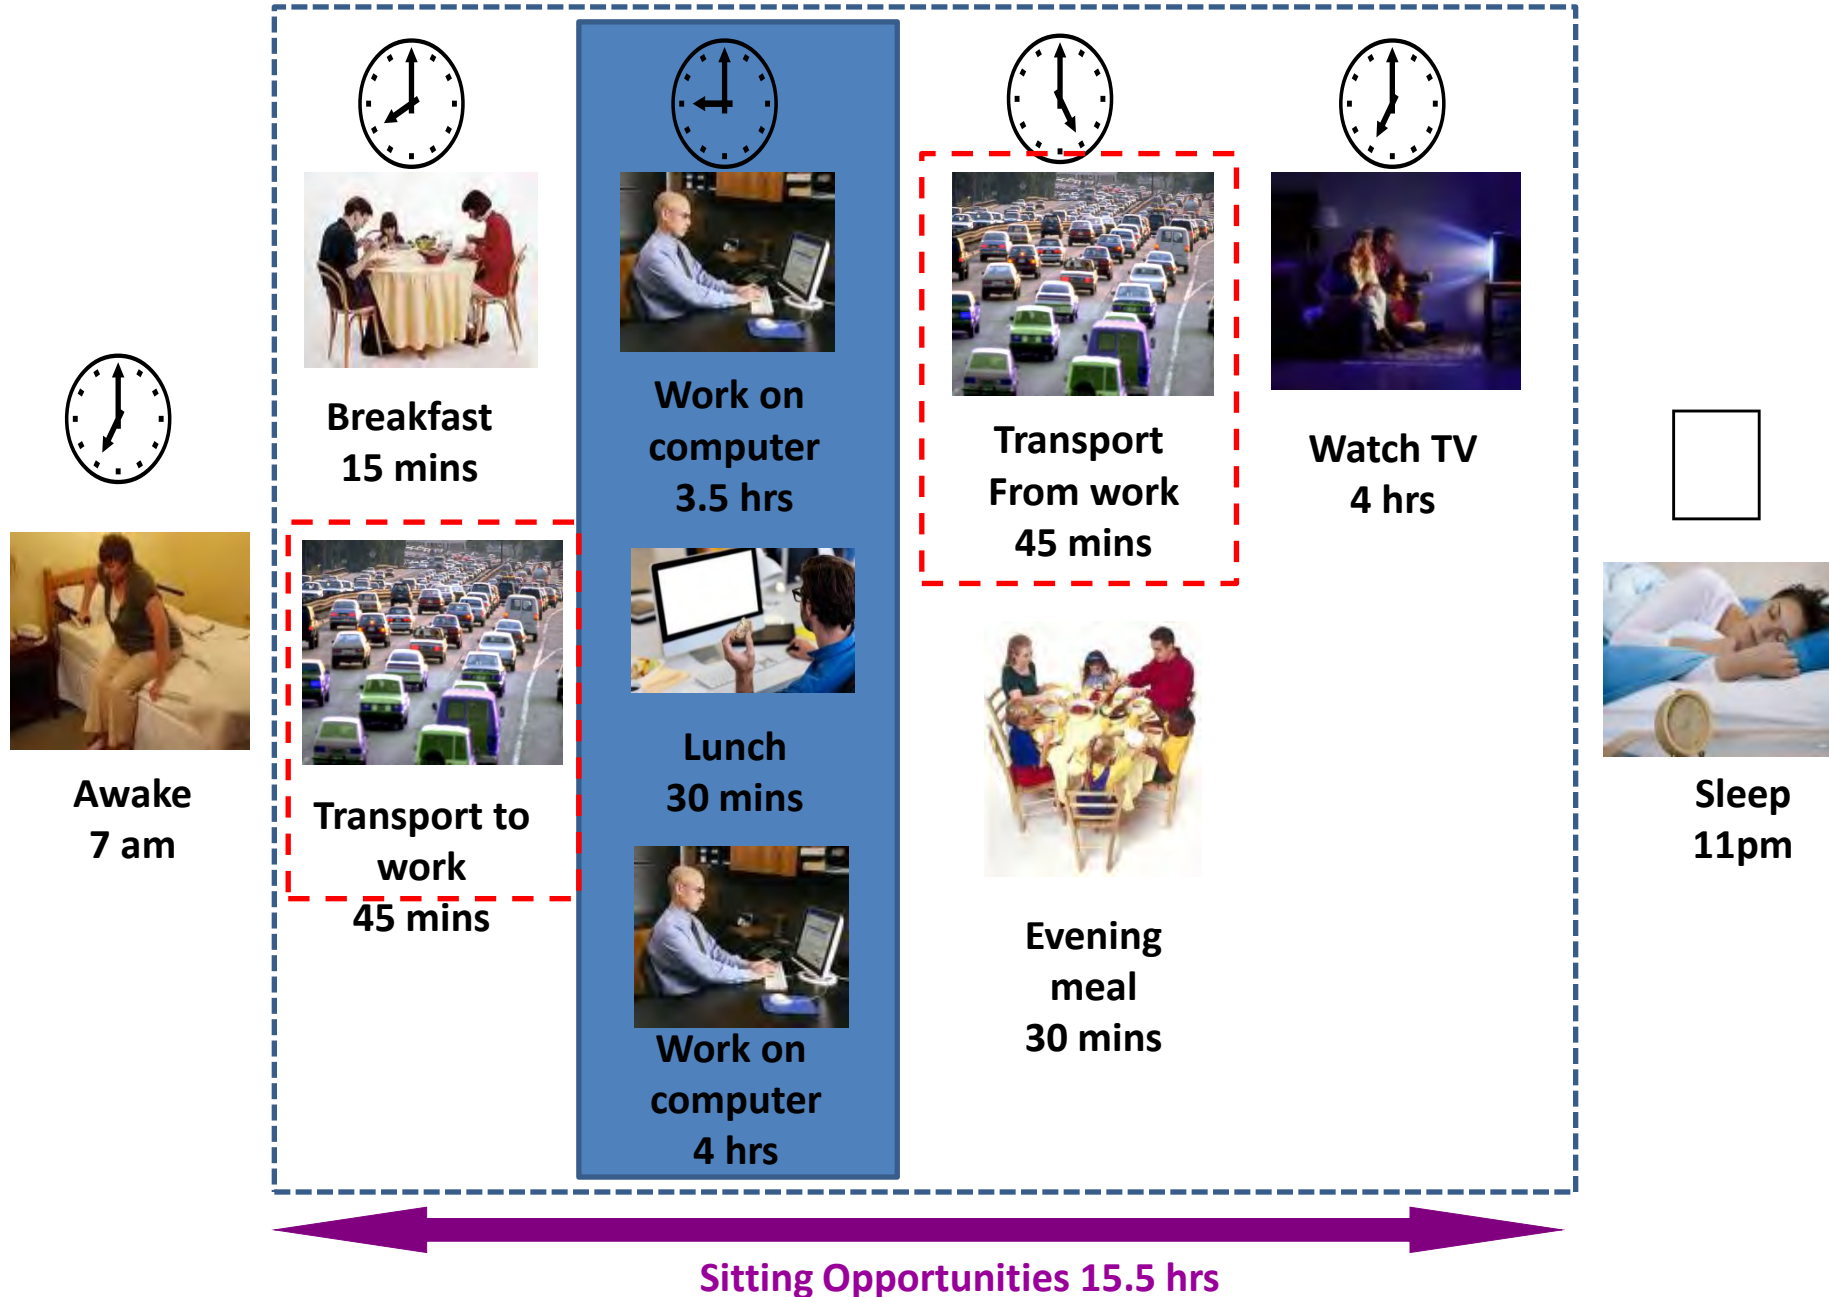 Awake
7 am
Breakfast
15 mins
Transport to
work
45 mins
Work on
computer
3.5 hrs
Lunch
30 mins
Work on
computer
4 hrs
Transport
From work
45 mins
Evening
meal
30 mins
Watch TV
4 hrs
Sleep
11pm
Sitting Opportunities 15.5 hrs